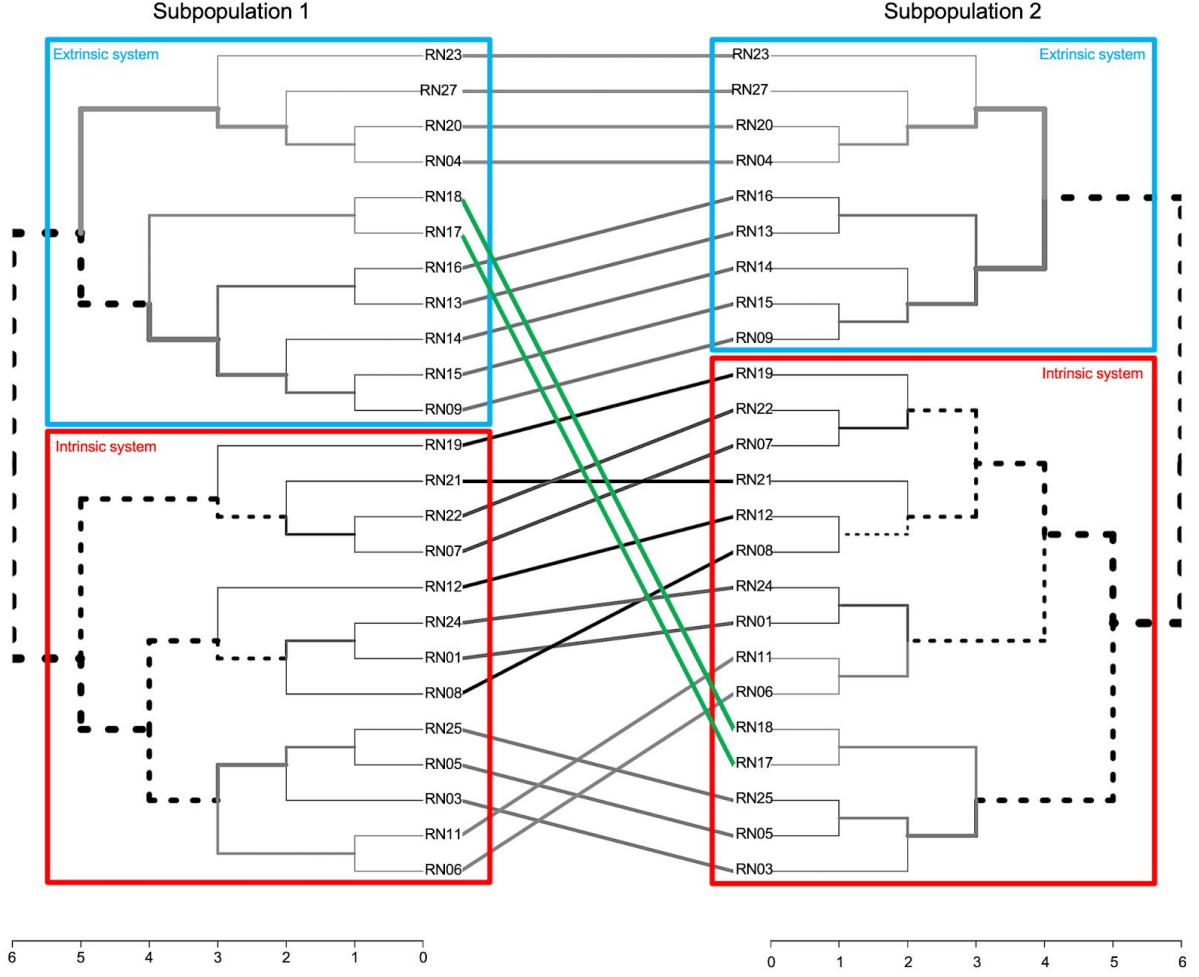 Subpopulation 1 Subpopulation 2
Extrinsic system RN23 RN23 Extrinsic system
RN27 RN27
RN20 RN20
RN04 RN04
RN18 RN16
RN17 RN13
RN16 RN14
RN13 RN15
RN14 RN09
RN15 RN19 Intrinsic system
RN09 RN22
Intrinsic system RN19 RN07
RN21 RN21
RN22 RN12
RN07 RN08
RN12 RN24
RN24 RN01
RN01 RN11
RN08 RN06
RN25 RN18
RN05 RN17
RN03 RN25
RN11 RN05
RN06 RN03
6 5 4 3 2 1 0 0 1 2 3 4 5 6